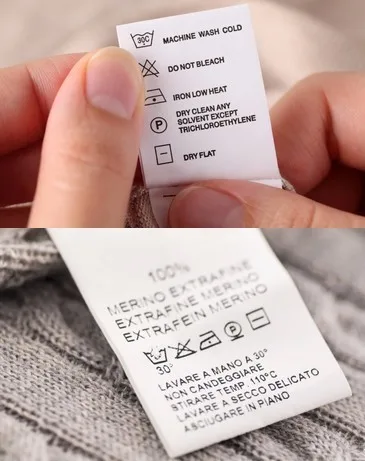 30C MACHINE WASH COLD
DO NOT BLEACH
IRON LOW HEAT
P DRY CLEAN ANY
SOLVENT EXCEPT
TRICHLOROETHYLENE
DRY FLAT
100%
MERINO EXTRAFINE
EXTRAFINE MERINO
EXTRAFEIN MERINO
P
30°
LAVARE A MANO A 30°
NON CANDEGGIARE
STIRARE TEMP. 110°C
LAVARE A SECCO DELICATO
ASCIUGARE IN PIANO